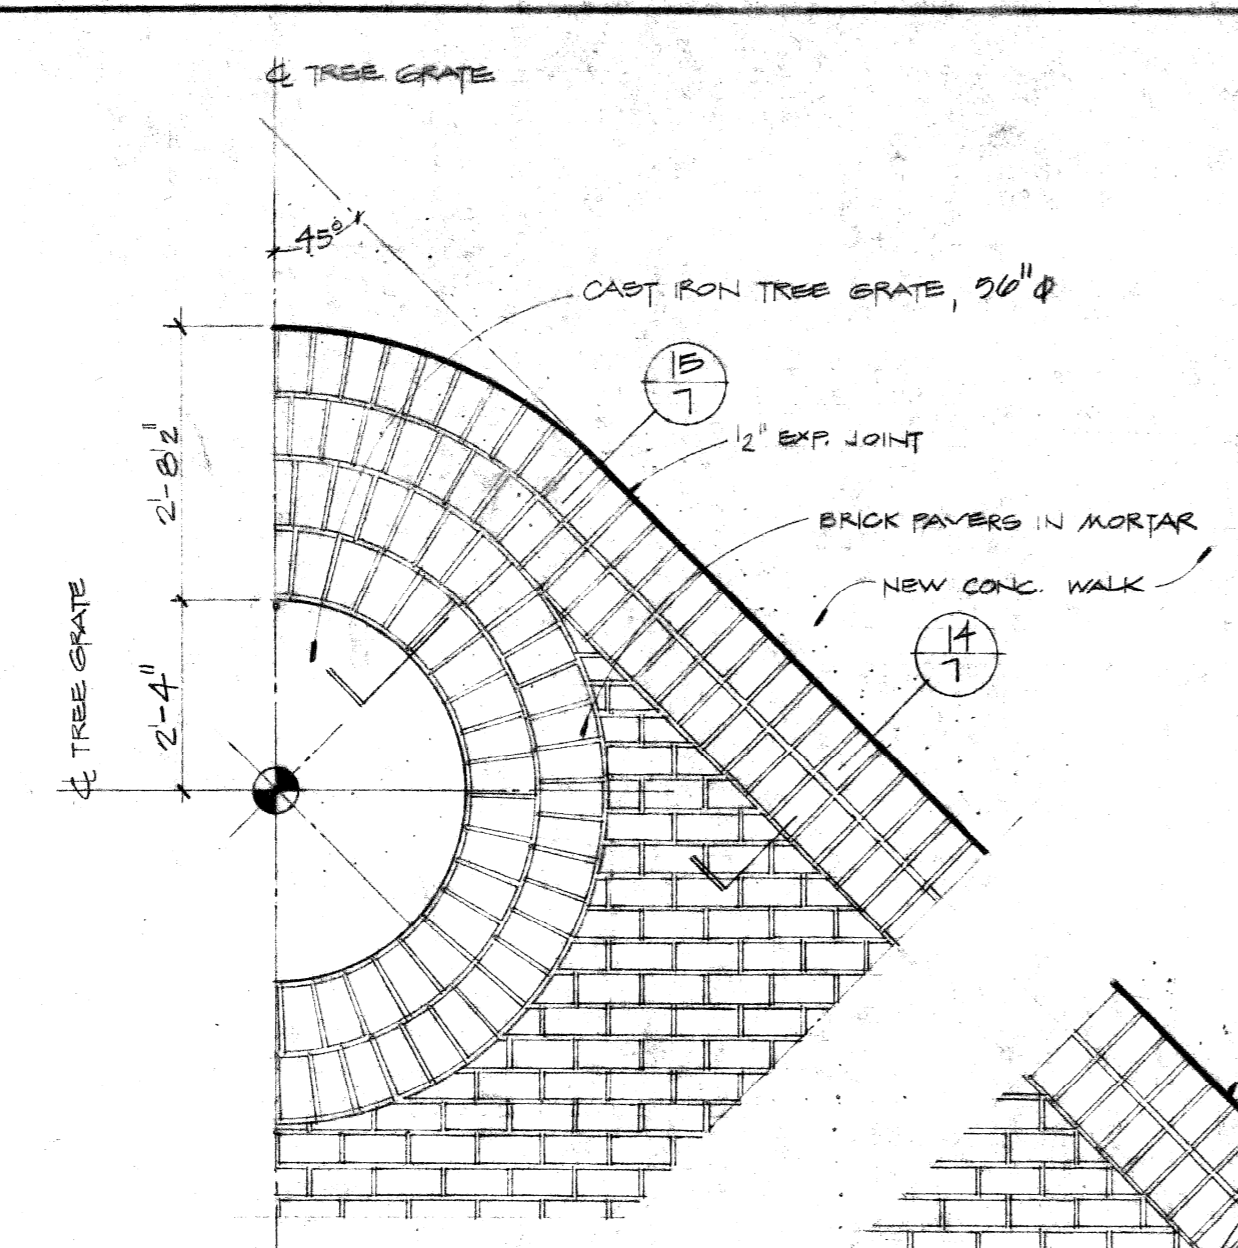 ℄ TREE GRATE
45°
CAST IRON TREE GRATE, 56"⌀
15
7
1/2" EXP. JOINT
2'-8 1/2"
BRICK PAVERS IN MORTAR
NEW CONC. WALK
14
7
2'-4"
℄ TREE GRATE